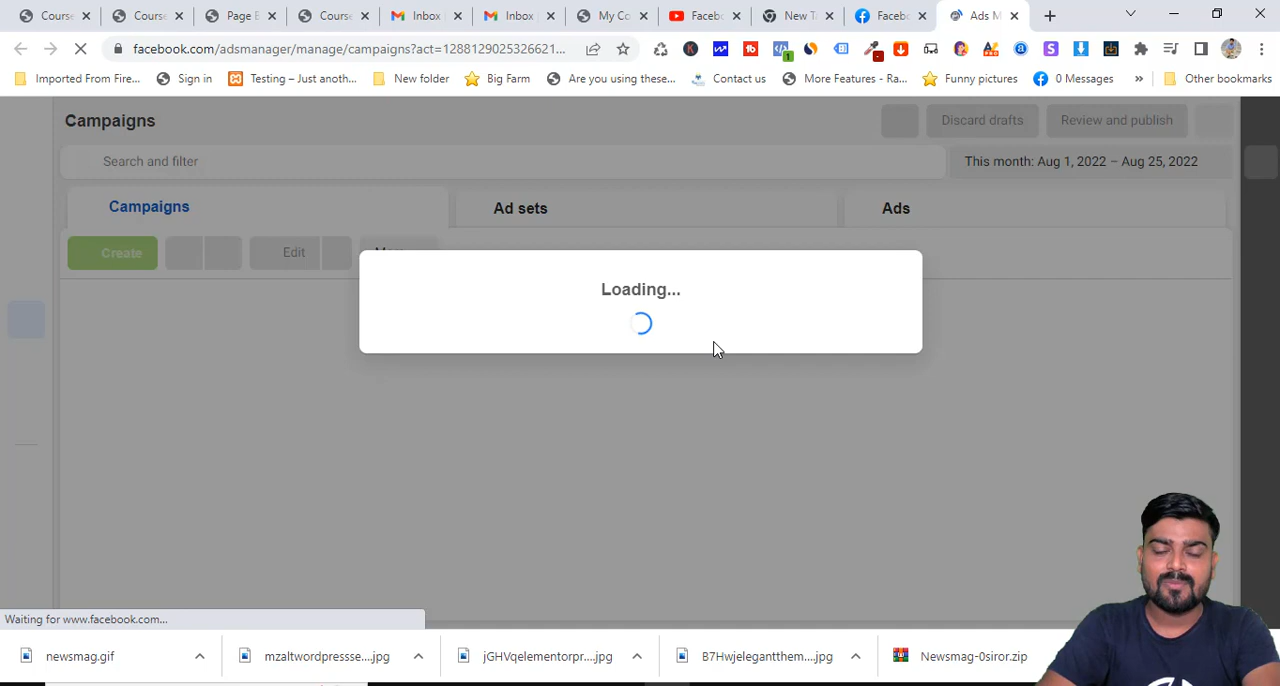 Course
Course
Page B
Course
Inbox
Inbox
My Co
Faceb
New Ta
Faceb
Ads M
facebook.com/adsmanager/manage/campaigns?act=1288129025326621...
Imported From Fire...
Sign in
Testing – Just anoth...
New folder
Big Farm
Are you using these...
Contact us
More Features - Ra...
Funny pictures
0 Messages
»
Other bookmarks
Campaigns
Discard drafts
Review and publish
Search and filter
This month: Aug 1, 2022 – Aug 25, 2022
Campaigns
Ad sets
Ads
Create
Edit
Loading...
Waiting for www.facebook.com...
newsmag.gif
mzaltwordpressse....jpg
jGHVqelementorpr....jpg
B7Hwjelegantthem....jpg
Newsmag-0siror.zip